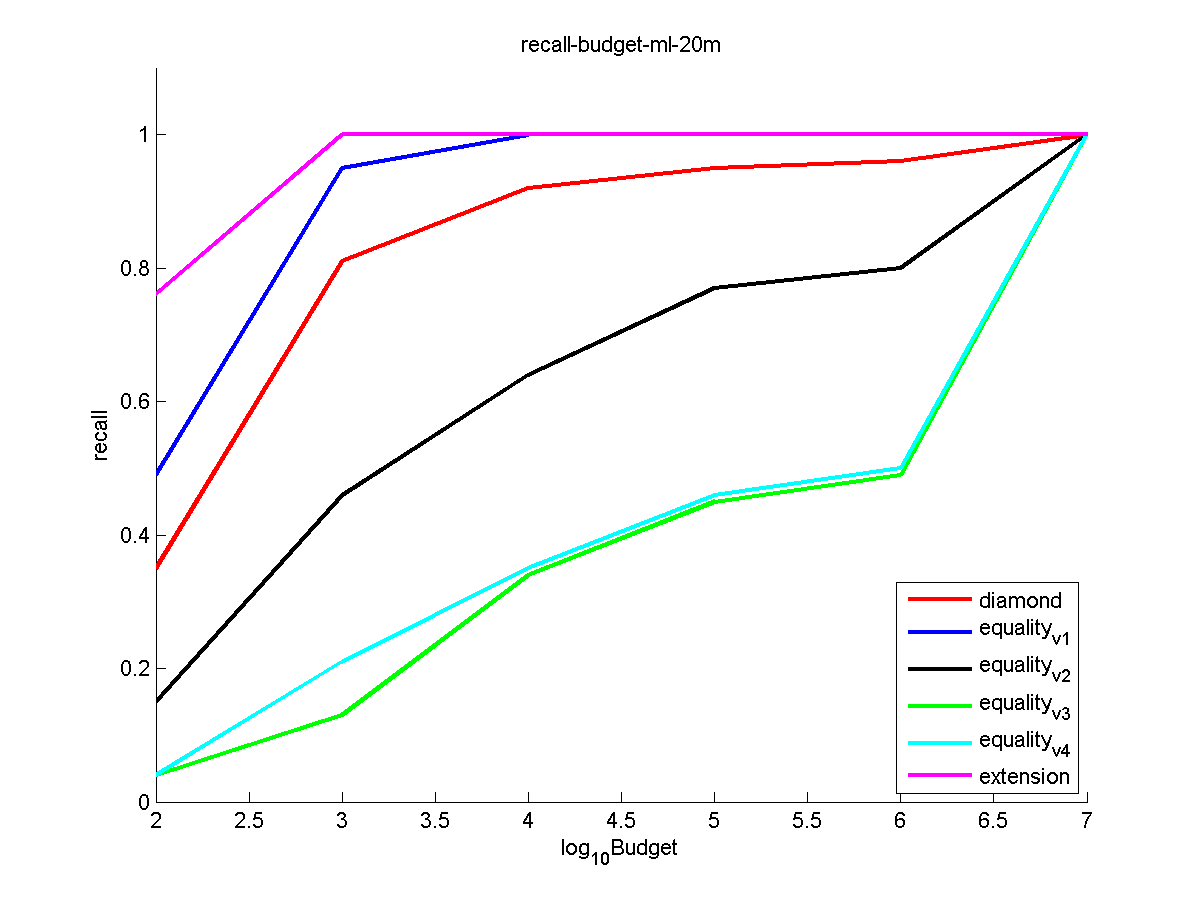 recall-budget-ml-20m
1
0.8
0.6
0.4
0.2
0
recall
2 2.5 3 3.5 4 4.5 5 5.5 6 6.5 7
log10Budget
diamond
equalityv1
equalityv2
equalityv3
equalityv4
extension